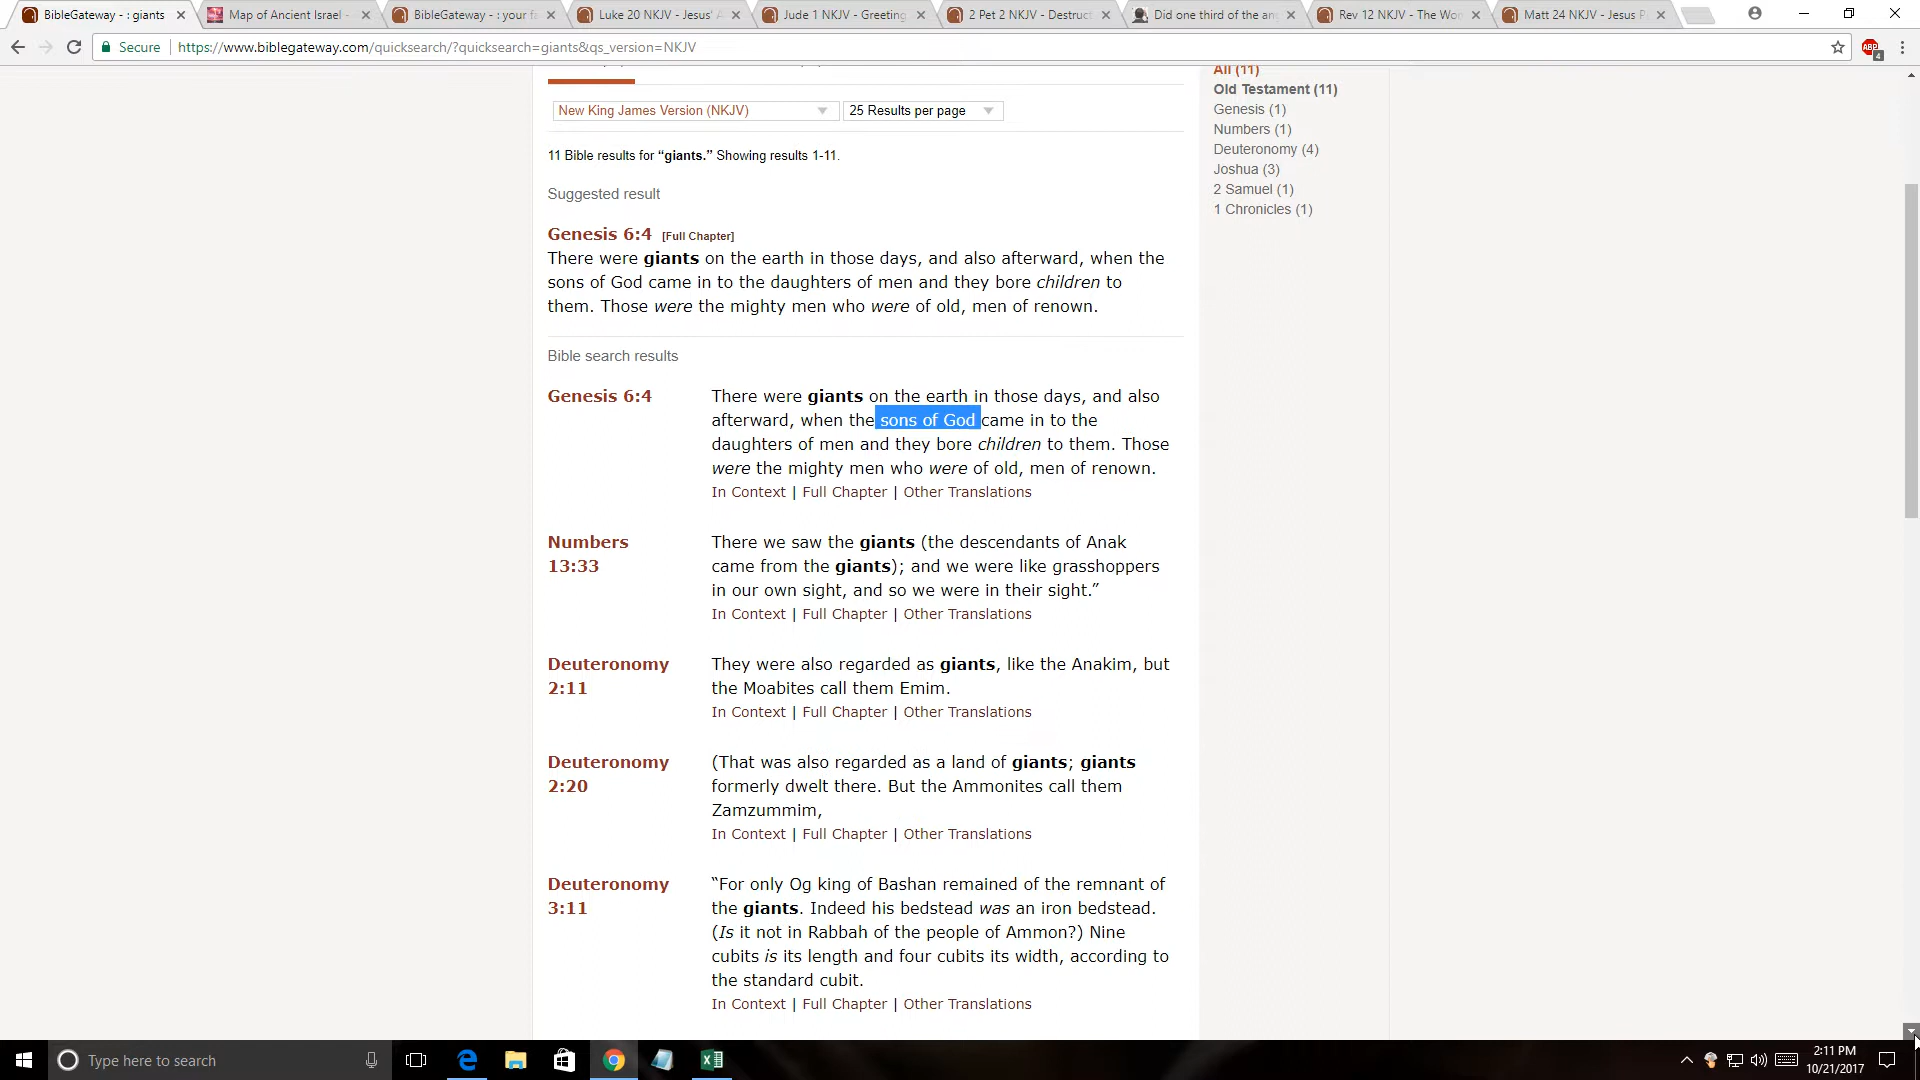 BibleGateway - : giants
Map of Ancient Israel -
BibleGateway - : your fa
Luke 20 NKJV - Jesus' A
Jude 1 NKJV - Greeting
2 Pet 2 NKJV - Destruct
Did one third of the an
Rev 12 NKJV - The Wom
Matt 24 NKJV - Jesus P
Secure
https://www.biblegateway.com/quicksearch/?quicksearch=giants&qs_version=NKJV
ABP
4
New King James Version (NKJV)
25 Results per page
11 Bible results for “giants.” Showing results 1-11.
Suggested result
Genesis 6:4 [Full Chapter]
There were giants on the earth in those days, and also afterward, when the
sons of God came in to the daughters of men and they bore children to
them. Those were the mighty men who were of old, men of renown.
Bible search results
Genesis 6:4
There were giants on the earth in those days, and also
afterward, when the sons of God came in to the
daughters of men and they bore children to them. Those
were the mighty men who were of old, men of renown.
In Context | Full Chapter | Other Translations
Numbers
13:33
There we saw the giants (the descendants of Anak
came from the giants); and we were like grasshoppers
in our own sight, and so we were in their sight.”
In Context | Full Chapter | Other Translations
Deuteronomy
2:11
They were also regarded as giants, like the Anakim, but
the Moabites call them Emim.
In Context | Full Chapter | Other Translations
Deuteronomy
2:20
(That was also regarded as a land of giants; giants
formerly dwelt there. But the Ammonites call them
Zamzummim,
In Context | Full Chapter | Other Translations
Deuteronomy
3:11
“For only Og king of Bashan remained of the remnant of
the giants. Indeed his bedstead was an iron bedstead.
(Is it not in Rabbah of the people of Ammon?) Nine
cubits is its length and four cubits its width, according to
the standard cubit.
In Context | Full Chapter | Other Translations
All (11)
Old Testament (11)
Genesis (1)
Numbers (1)
Deuteronomy (4)
Joshua (3)
2 Samuel (1)
1 Chronicles (1)
Type here to search
2:11 PM
10/21/2017